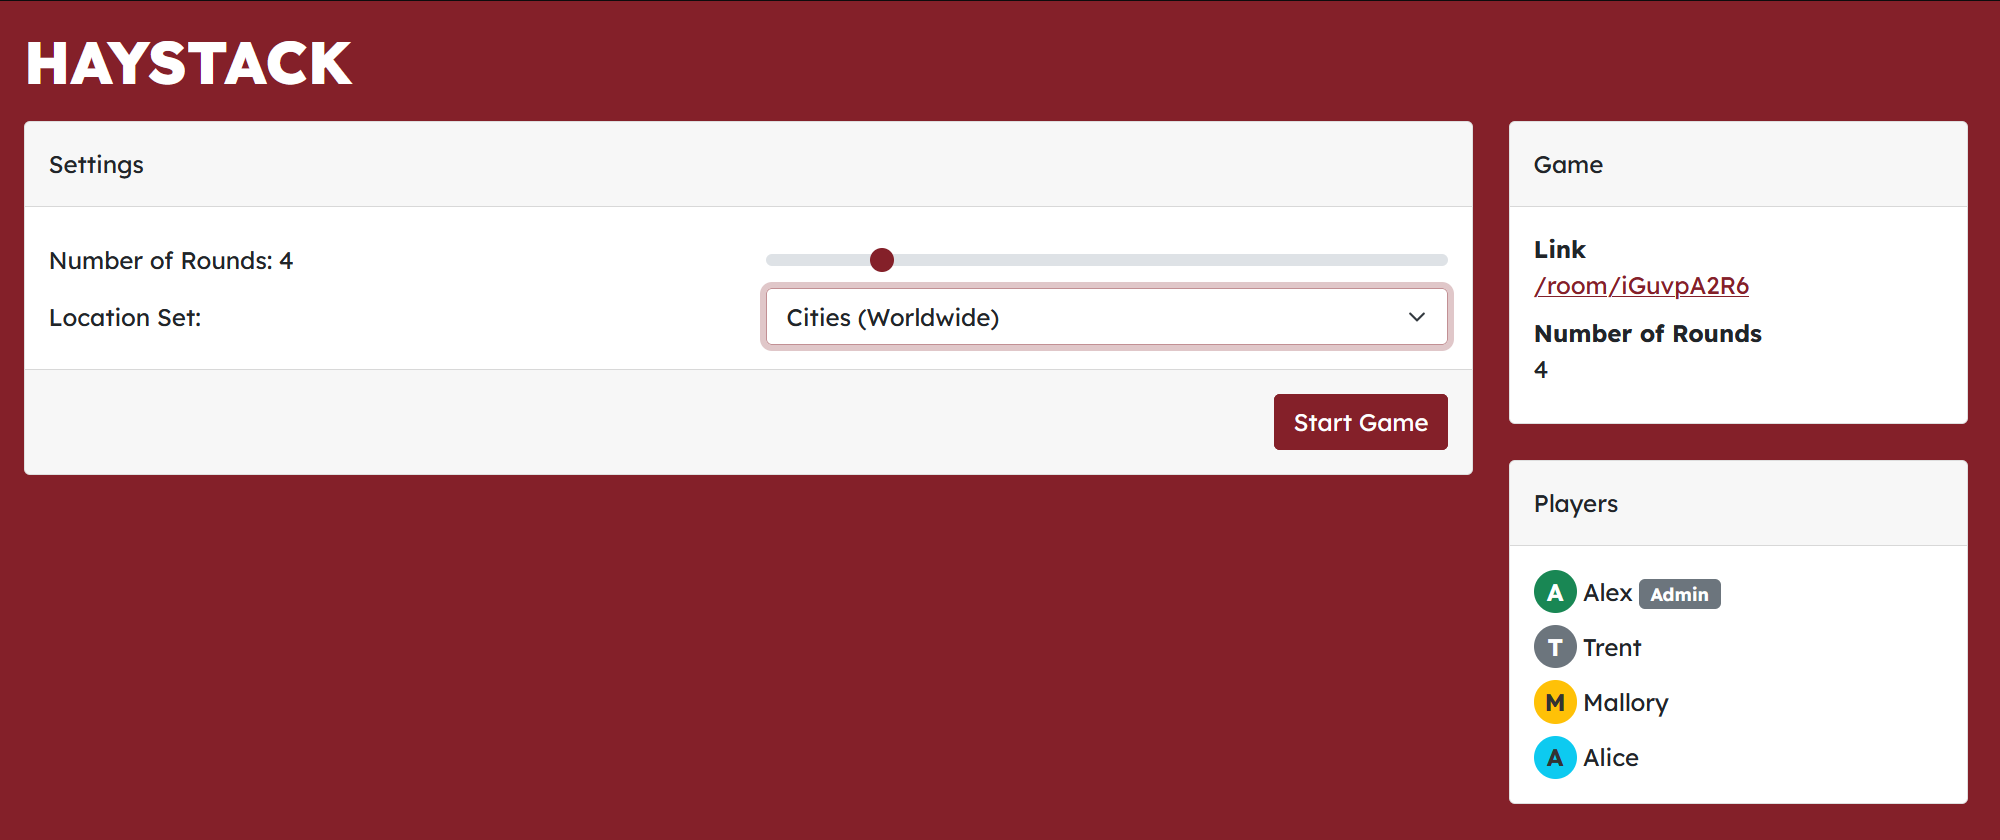 HAYSTACK
Settings
Number of Rounds: 4
Location Set:
Cities (Worldwide)
Start Game
Game
Link
/room/iGuvpA2R6
Number of Rounds
4
Players
A Alex Admin
T Trent
M Mallory
A Alice